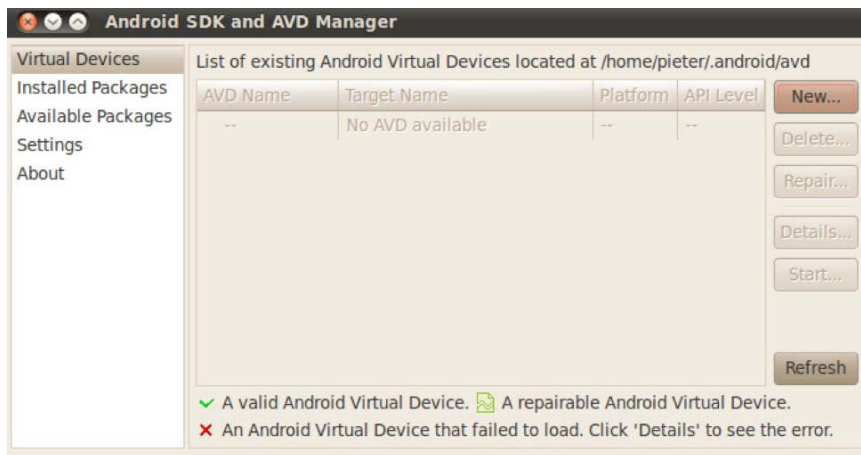 Android SDK and AVD Manager
Virtual Devices
Installed Packages
Available Packages
Settings
About
List of existing Android Virtual Devices located at /home/pieter/.android/avd
AVD Name Target Name Platform API Level
-- No AVD available -- --
New...
Delete...
Repair...
Details...
Start...
Refresh
A valid Android Virtual Device. A repairable Android Virtual Device.
An Android Virtual Device that failed to load. Click 'Details' to see the error.